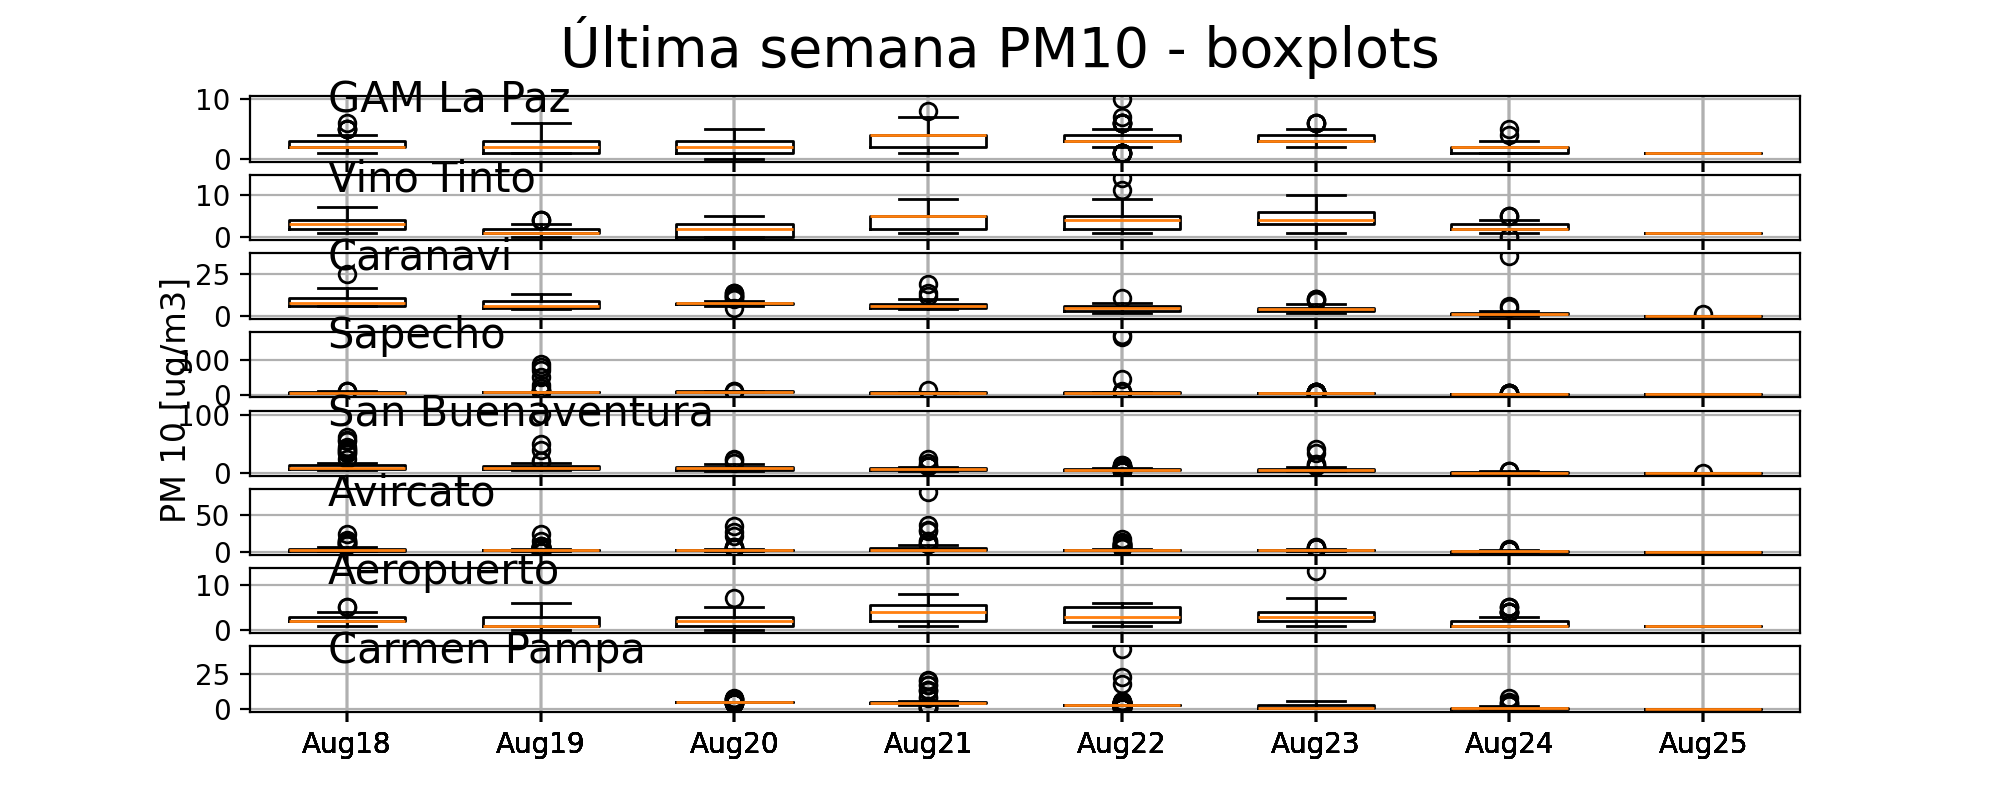 Última semana PM10 - boxplots
PM 10 [ug/m3]
GAM La Paz
10
0
Vino Tinto
10
0
Caranavi
25
0
Sapecho
100
0
San Buenaventura
100
0
Avircato
50
0
Aeropuerto
10
0
Carmen Pampa
25
0
Aug18 Aug19 Aug20 Aug21 Aug22 Aug23 Aug24 Aug25